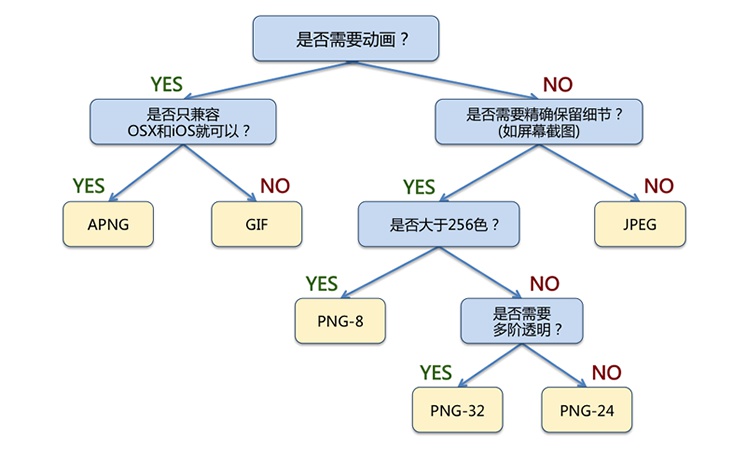 是否需要动画？
YES
NO
是否只兼容
OSX和iOS就可以？
是否需要精确保留细节？
(如屏幕截图)
YES
NO
YES
NO
APNG
GIF
是否大于256色？
JPEG
YES
NO
PNG-8
是否需要
多阶透明？
YES
NO
PNG-32
PNG-24